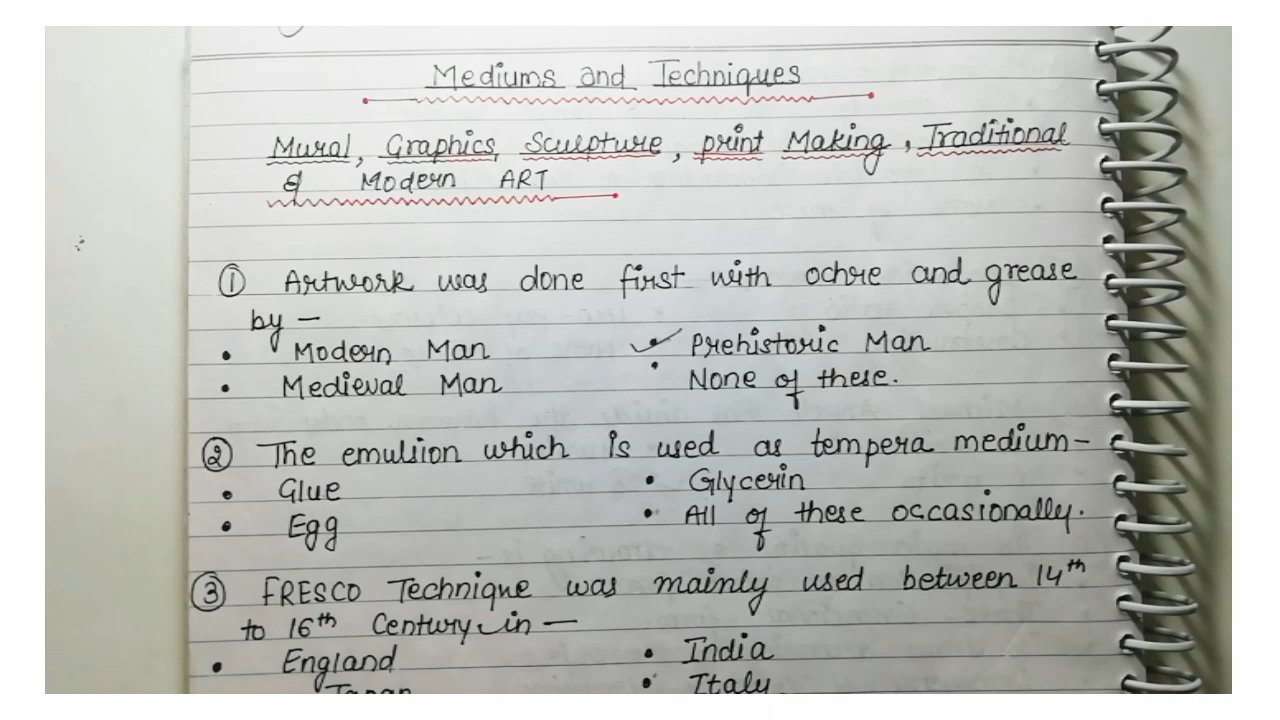 Mediums and Techniques
Mural, Graphics, Sculpture, print Making, Traditional
& Modern ART
① Artwork was done first with ochre and grease
by —
• Modern Man ✓• Prehistoric Man
• Medieval Man • None of these.
② The emulsion which is used as tempera medium—
• Glue • Glycerin
• Egg • All of these occasionally.
③ FRESCO Technique was mainly used between 14th
to 16th Century in —
• England • India
Japan • Italy